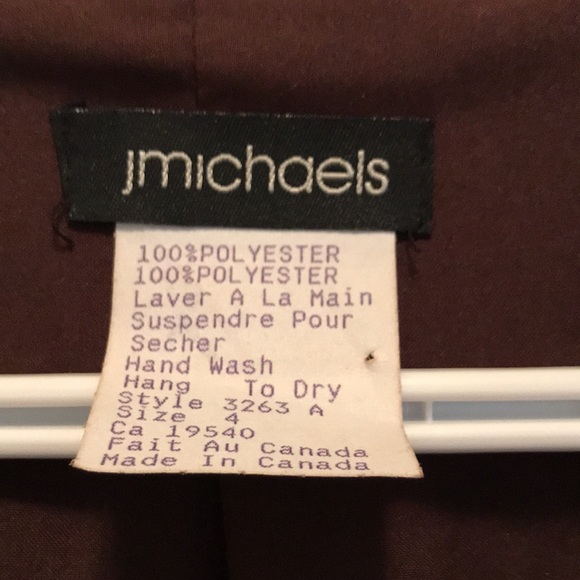 jmichaels
100%POLYESTER
100%POLYESTER
Laver A La Main
Suspendre Pour
Secher
Hand Wash
Hang To Dry
Style 3263 A
Size 4
Ca 19540
Fait Au Canada
Made In Canada